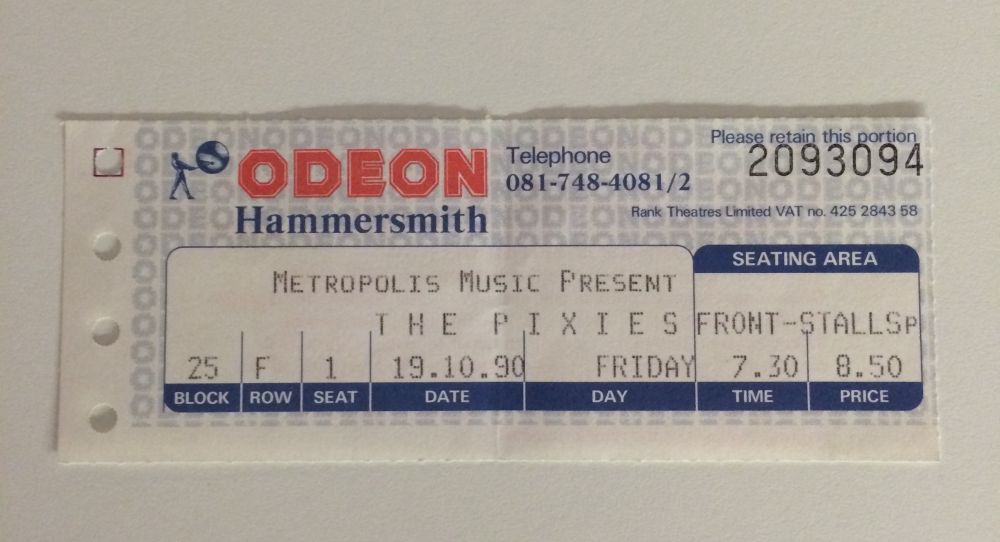 Please retain this portion
2093094
ODEON
Hammersmith
Telephone
081-748-4081/2
Rank Theatres Limited VAT no. 425 2843 58
SEATING AREA
METROPOLIS MUSIC PRESENT
THE PIXIES FRONT-STALLSP
25 F 1 19.10.90 FRIDAY 7.30 8.50
BLOCK ROW SEAT DATE DAY TIME PRICE